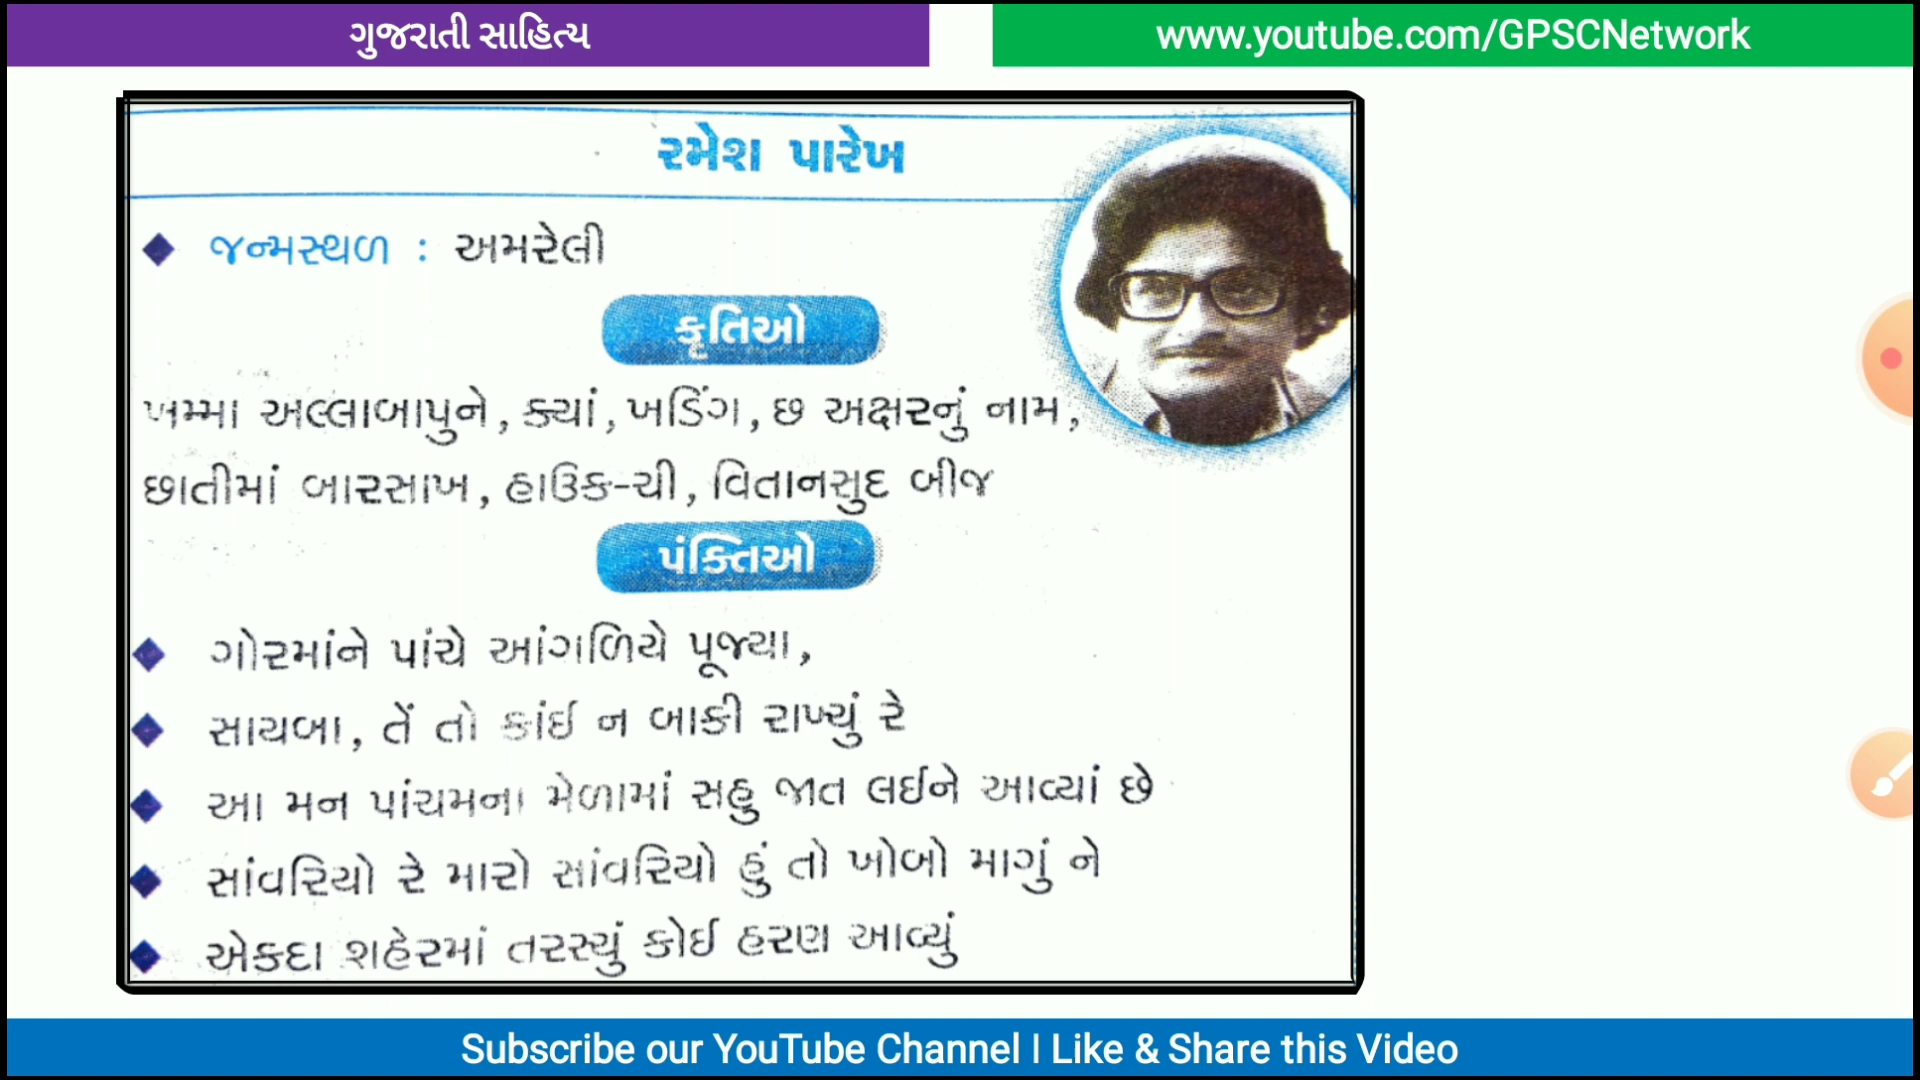 ગુજરાતી સાહિત્ય
www.youtube.com/GPSCNetwork
રમેશ પારેખ
જન્મસ્થળ : અમરેલી
કૃતિઓ
ખમ્મા અલ્લાબાપુને, ક્યાં, ખડિંગ, છ અક્ષરનું નામ,
છાતીમાં બારસાખ, હાઉક-ચી, વિતાનસુદ બીજ
પંક્તિઓ
ગોરમાંને પાંચે આંગળિયે પૂજ્યા,
સાયબા, તેં તો કાંઈ ન બાકી રાખ્યું રે
આ મન પાંચમના મેળામાં સહુ જાત લઈને આવ્યાં છે
સાંવરિયો રે મારો સાંવરિયો હું તો ખોબો માગું ને
એકદા શહેરમાં તરસ્યું કોઈ હરણ આવ્યું
Subscribe our YouTube Channel | Like & Share this Video